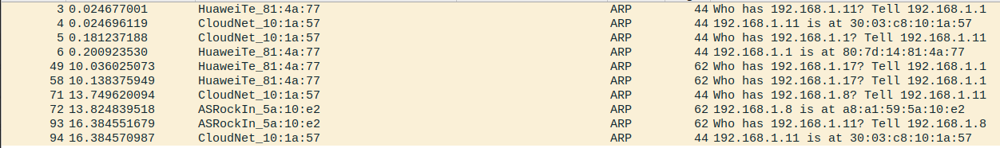 3 0.024677001 HuaweiTe_81:4a:77 ARP 44 Who has 192.168.1.11? Tell 192.168.1.1
4 0.024696119 CloudNet_10:1a:57 ARP 44 192.168.1.11 is at 30:03:c8:10:1a:57
5 0.181237188 CloudNet_10:1a:57 ARP 44 Who has 192.168.1.1? Tell 192.168.1.11
6 0.200923530 HuaweiTe_81:4a:77 ARP 44 192.168.1.1 is at 80:7d:14:81:4a:77
49 10.036025073 HuaweiTe_81:4a:77 ARP 62 Who has 192.168.1.17? Tell 192.168.1.1
58 10.138375949 HuaweiTe_81:4a:77 ARP 62 Who has 192.168.1.17? Tell 192.168.1.1
71 13.749620094 CloudNet_10:1a:57 ARP 44 Who has 192.168.1.8? Tell 192.168.1.11
72 13.824839518 ASRockIn_5a:10:e2 ARP 62 192.168.1.8 is at a8:a1:59:5a:10:e2
93 16.384551679 ASRockIn_5a:10:e2 ARP 62 Who has 192.168.1.11? Tell 192.168.1.8
94 16.384570987 CloudNet_10:1a:57 ARP 44 192.168.1.11 is at 30:03:c8:10:1a:57